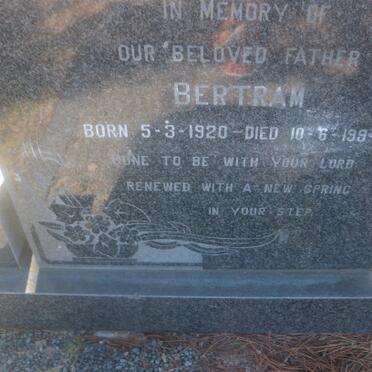 IN MEMORY OF
OUR BELOVED FATHER
BERTRAM
BORN 5-3-1920 - DIED 10-6-199
GONE TO BE WITH YOUR LORD
RENEWED WITH A NEW SPRING
IN YOUR STEP